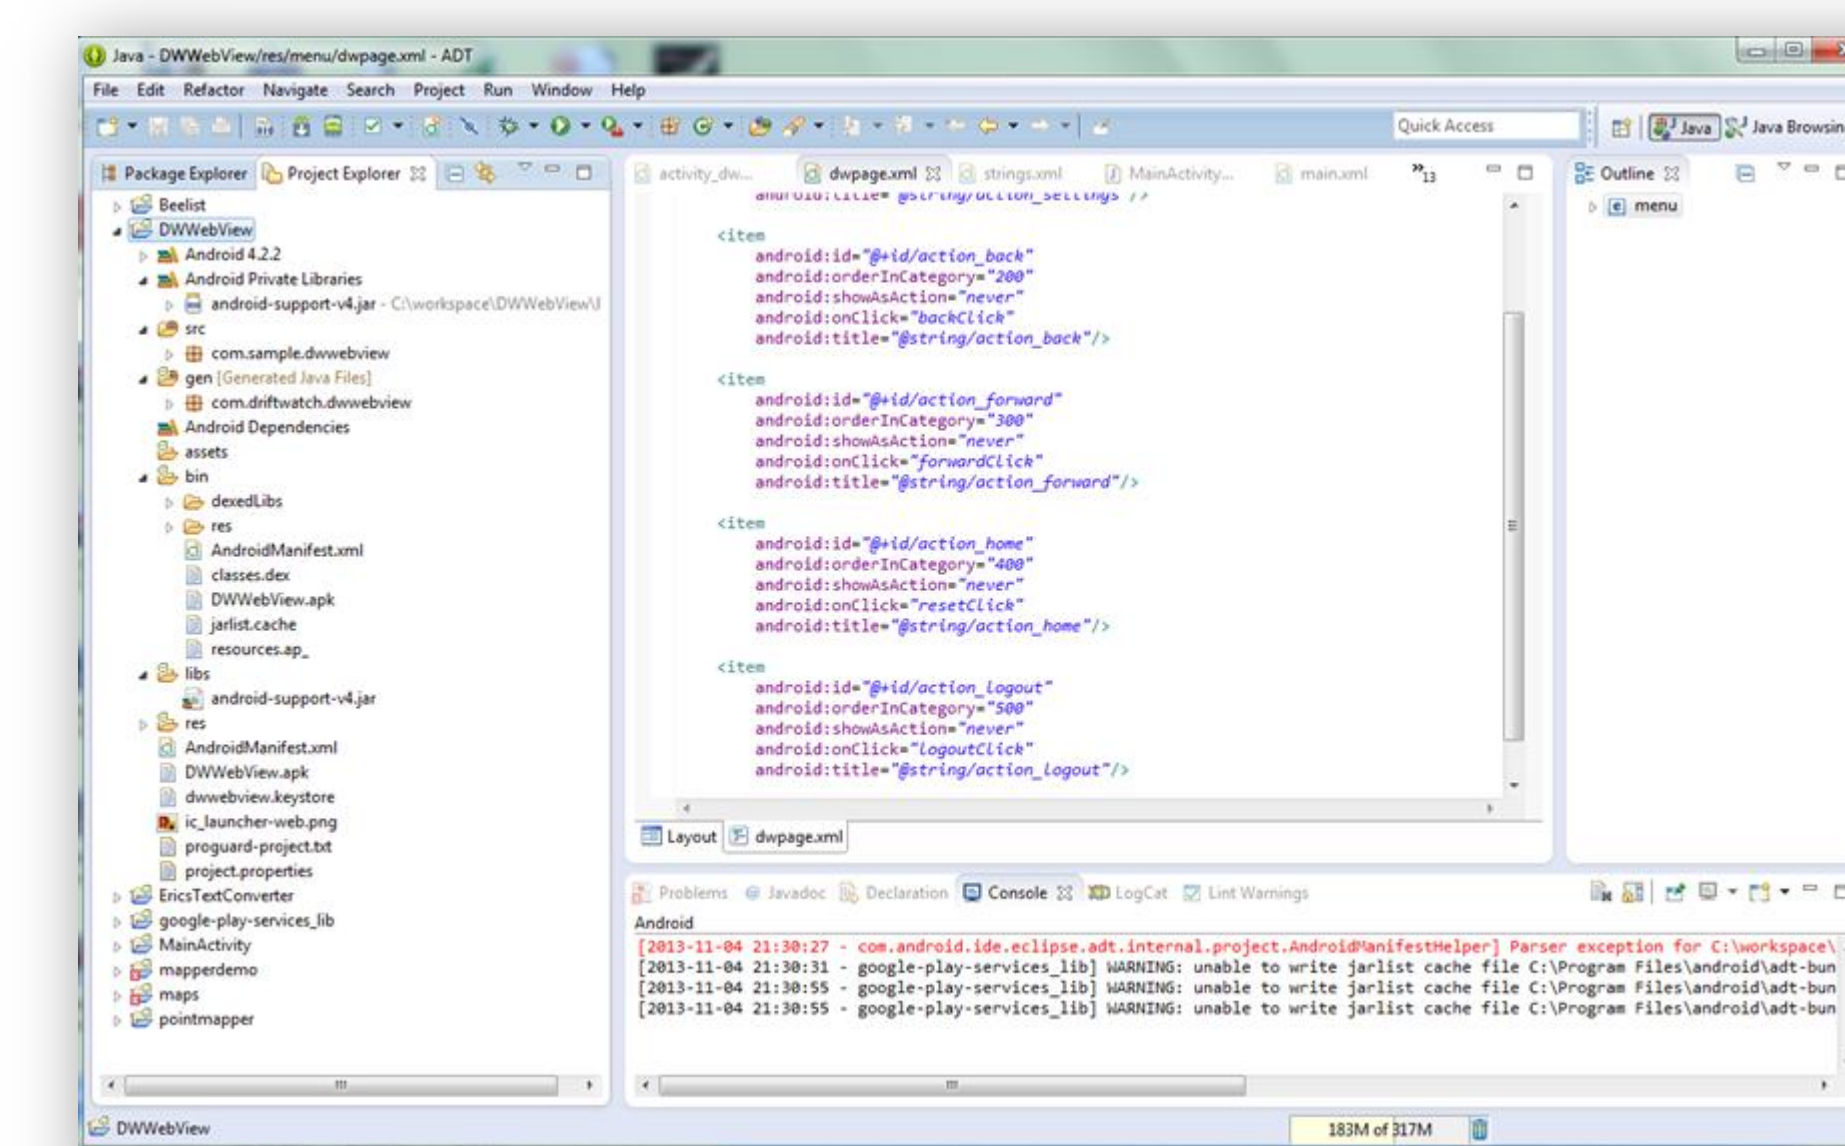 Java - DWWebView/res/menu/dwpage.xml - ADT
File Edit Refactor Navigate Search Project Run Window Help
Quick Access
Java
Java Browsin
Package Explorer
Project Explorer
Beelist
DWWebView
Android 4.2.2
Android Private Libraries
android-support-v4.jar - C:\workspace\DWWebView\l
src
com.sample.dwwebview
gen [Generated Java Files]
com.driftwatch.dwwebview
Android Dependencies
assets
bin
dexedLibs
res
AndroidManifest.xml
classes.dex
DWWebView.apk
jarlist.cache
resources.ap_
libs
android-support-v4.jar
res
AndroidManifest.xml
DWWebView.apk
dwwebview.keystore
ic_launcher-web.png
proguard-project.txt
project.properties
EricsTextConverter
google-play-services_lib
MainActivity
mapperdemo
maps
pointmapper
activity_dw...
dwpage.xml
strings.xml
MainActivity...
main.xml
»13
android:title="@string/action_settings"/>
<item
android:id="@+id/action_back"
android:orderInCategory="200"
android:showAsAction="never"
android:onClick="backClick"
android:title="@string/action_back"/>
<item
android:id="@+id/action_forward"
android:orderInCategory="300"
android:showAsAction="never"
android:onClick="forwardClick"
android:title="@string/action_forward"/>
<item
android:id="@+id/action_home"
android:orderInCategory="400"
android:showAsAction="never"
android:onClick="resetClick"
android:title="@string/action_home"/>
<item
android:id="@+id/action_logout"
android:orderInCategory="500"
android:showAsAction="never"
android:onClick="logoutClick"
android:title="@string/action_logout"/>
Layout
dwpage.xml
Outline
menu
Problems
Javadoc
Declaration
Console
LogCat
Lint Warnings
Android
[2013-11-04 21:30:27 - com.android.ide.eclipse.adt.internal.project.AndroidManifestHelper] Parser exception for C:\workspace\
[2013-11-04 21:30:31 - google-play-services_lib] WARNING: unable to write jarlist cache file C:\Program Files\android\adt-bun
[2013-11-04 21:30:55 - google-play-services_lib] WARNING: unable to write jarlist cache file C:\Program Files\android\adt-bun
[2013-11-04 21:30:55 - google-play-services_lib] WARNING: unable to write jarlist cache file C:\Program Files\android\adt-bun
DWWebView
183M of 317M